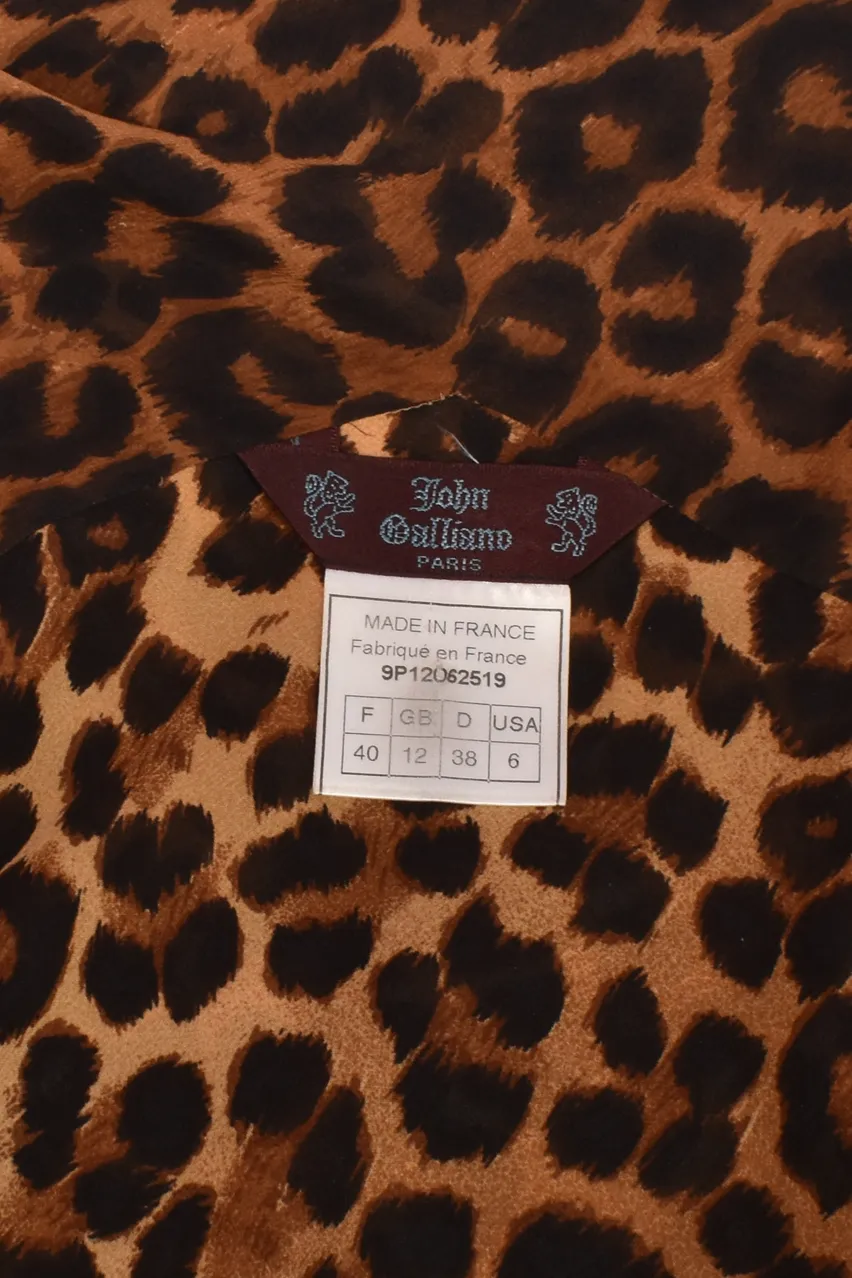 John
Galliano
PARIS
MADE IN FRANCE
Fabriqué en France
9P12062519
F GB D USA
40 12 38 6